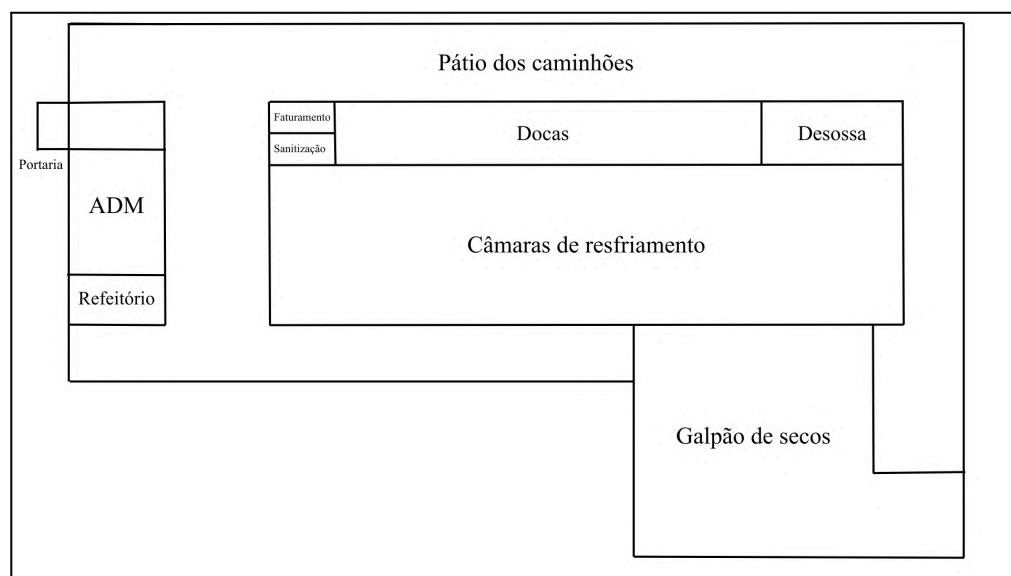 Pátio dos caminhões
Faturamento
Docas
Desossa
Sanitização
Portaria
ADM
Câmaras de resfriamento
Refeitório
Galpão de secos